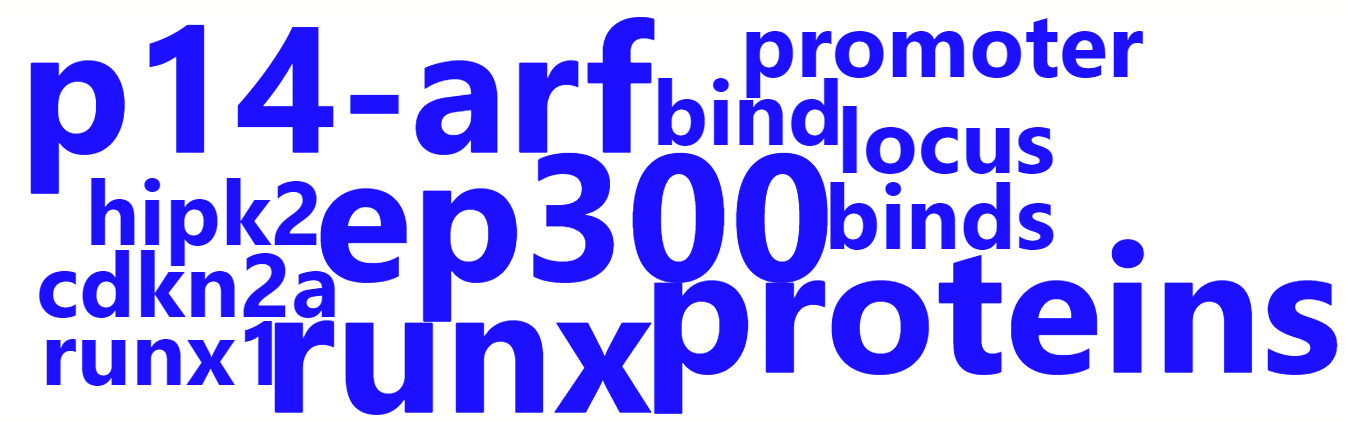 p14-arf
promoter
bind
locus
hipk2
ep300
binds
cdkn2a
proteins
runx1
runx